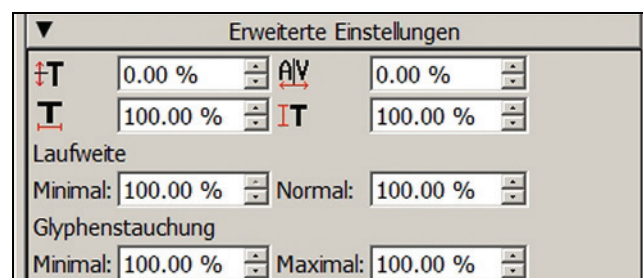 ▼ Erweiterte Einstellungen
0.00 % A|V 0.00 %
100.00 % 100.00 %
Laufweite
Minimal: 100.00 % Normal: 100.00 %
Glyphenstauchung
Minimal: 100.00 % Maximal: 100.00 %